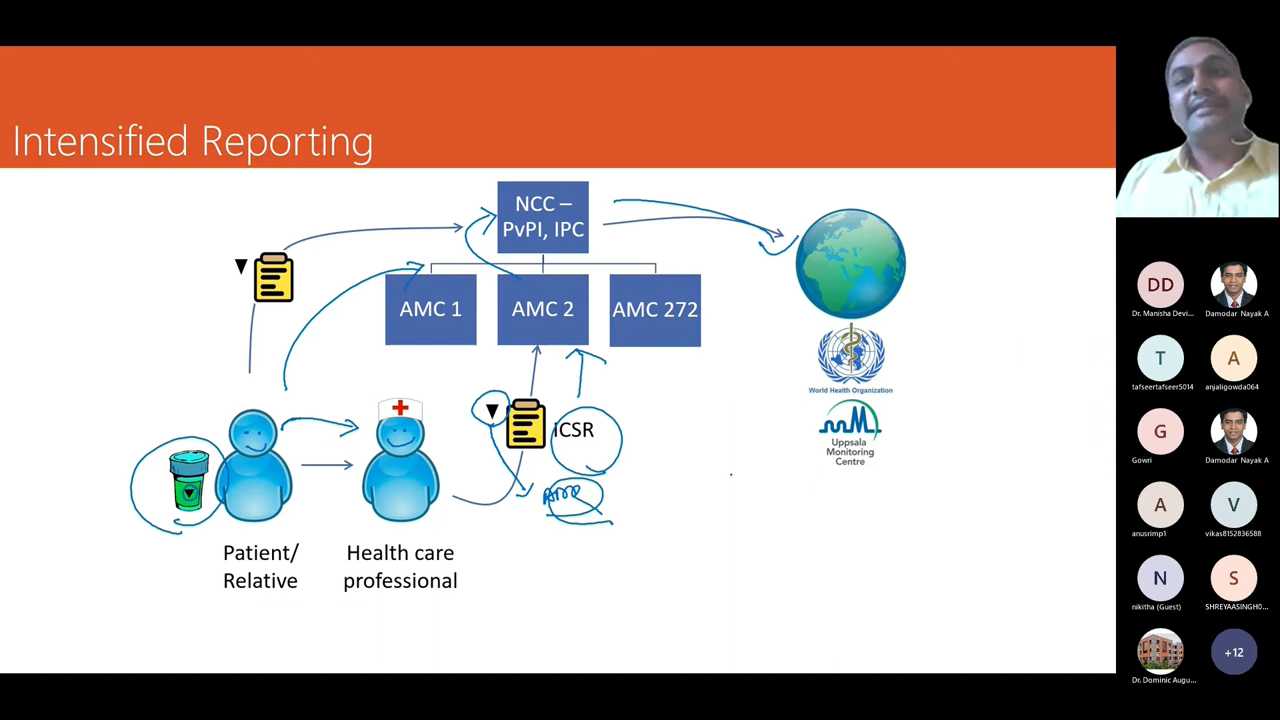 Intensified Reporting
NCC –
PvPI, IPC
AMC 1
AMC 2
AMC 272
iCSR
World Health Organization
Uppsala
Monitoring
Centre
Patient/
Relative
Health care
professional
DD
Dr. Manisha Devi...
Damodar Nayak A
T
tafseertafseer5014
A
anjaligowda064
G
Gowri
Damodar Nayak A
A
anusrimp1
V
vikas8152836588
N
nikitha (Guest)
S
SHREYAASINGH0...
Dr. Dominic Augu...
+12